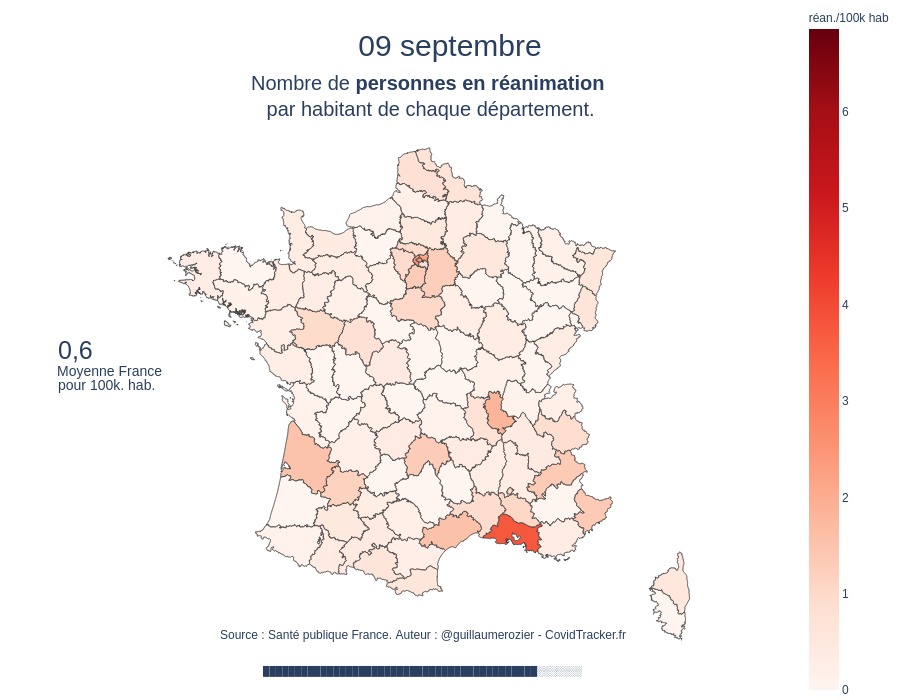 réan./100k hab
09 septembre
Nombre de personnes en réanimation
par habitant de chaque département.
6
5
4
3
2
1
0
0,6
Moyenne France
pour 100k. hab.
Source : Santé publique France. Auteur : @guillaumerozier - CovidTracker.fr